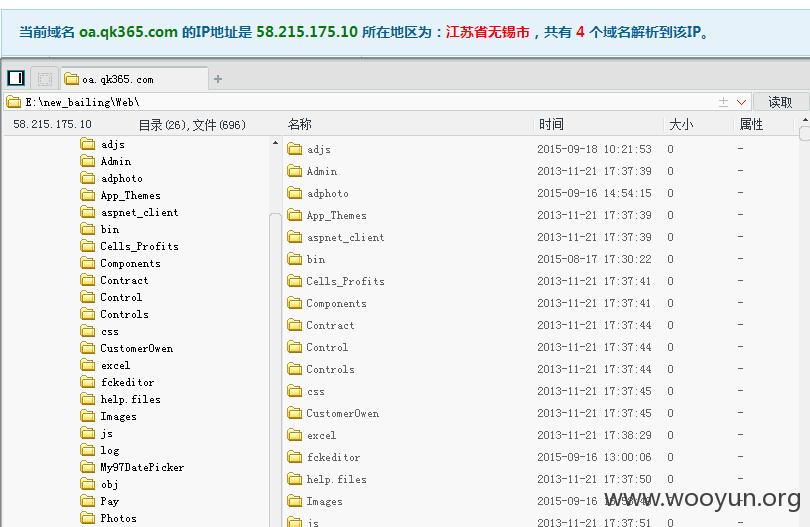 当前域名 oa.qk365.com 的IP地址是 58.215.175.10 所在地区为：江苏省无锡市，共有 4 个域名解析到该IP。
oa.qk365.com
E:\new_bailing\Web\ 读取
58.215.175.10 目录(26),文件(696) 名称 时间 大小 属性
adjs
Admin
adphoto
App_Themes
aspnet_client
bin
Cells_Profits
Components
Contract
Control
Controls
css
CustomerOwen
excel
fckeditor
help.files
Images
js
log
My97DatePicker
obj
Pay
Photos
adjs 2015-09-18 10:21:53 0 -
Admin 2013-11-21 17:37:39 0 -
adphoto 2015-09-16 14:54:15 0 -
App_Themes 2013-11-21 17:37:39 0 -
aspnet_client 2013-11-21 17:37:39 0 -
bin 2015-08-17 17:30:22 0 -
Cells_Profits 2013-11-21 17:37:41 0 -
Components 2013-11-21 17:37:41 0 -
Contract 2013-11-21 17:37:44 0 -
Control 2013-11-21 17:37:44 0 -
Controls 2013-11-21 17:37:44 0 -
css 2013-11-21 17:37:45 0 -
CustomerOwen 2013-11-21 17:37:45 0 -
excel 2013-11-21 17:38:29 0 -
fckeditor 2015-09-16 13:00:06 0 -
help.files 2013-11-21 17:37:50 0 -
Images 2015-09-16
js 2013-11-21 17:37:51 0 -
www.wooyun.org